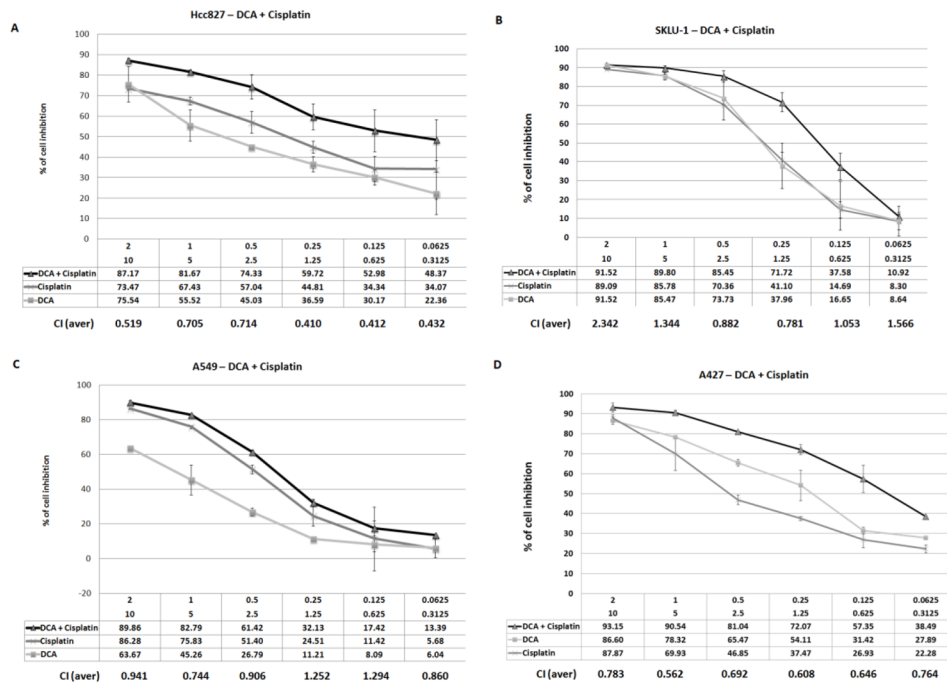 A
Hcc827 – DCA + Cisplatin
% of cell inhibition
100
90
80
70
60
50
40
30
20
10
0
2 1 0.5 0.25 0.125 0.0625
10 5 2.5 1.25 0.625 0.3125
DCA + Cisplatin 87.17 81.67 74.33 59.72 52.98 48.37
Cisplatin 73.47 67.43 57.04 44.81 34.34 34.07
DCA 75.54 55.52 45.03 36.59 30.17 22.36
CI (aver) 0.519 0.705 0.714 0.410 0.412 0.432
B
SKLU-1 – DCA + Cisplatin
% of cell inhibition
100
90
80
70
60
50
40
30
20
10
0
2 1 0.5 0.25 0.125 0.0625
10 5 2.5 1.25 0.625 0.3125
DCA + Cisplatin 91.52 89.80 85.45 71.72 37.58 10.92
Cisplatin 89.09 85.78 70.36 41.10 14.69 8.30
DCA 91.52 85.47 73.73 37.96 16.65 8.64
CI (aver) 2.342 1.344 0.882 0.781 1.053 1.566
C
A549 – DCA + Cisplatin
% of cell inhibition
100
80
60
40
20
0
-20
2 1 0.5 0.25 0.125 0.0625
10 5 2.5 1.25 0.625 0.3125
DCA + Cisplatin 89.86 82.79 61.42 32.13 17.42 13.39
Cisplatin 86.28 75.83 51.40 24.51 11.42 5.68
DCA 63.67 45.26 26.79 11.21 8.09 6.04
CI (aver) 0.941 0.744 0.906 1.252 1.294 0.860
D
A427 – DCA + Cisplatin
% of cell inhibition
100
90
80
70
60
50
40
30
20
10
0
2 1 0.5 0.25 0.125 0.0625
10 5 2.5 1.25 0.625 0.3125
DCA + Cisplatin 93.15 90.54 81.04 72.07 57.35 38.49
DCA 86.60 78.32 65.47 54.11 31.42 27.89
Cisplatin 87.87 69.93 46.85 37.47 26.93 22.28
CI (aver) 0.783 0.562 0.692 0.608 0.646 0.764